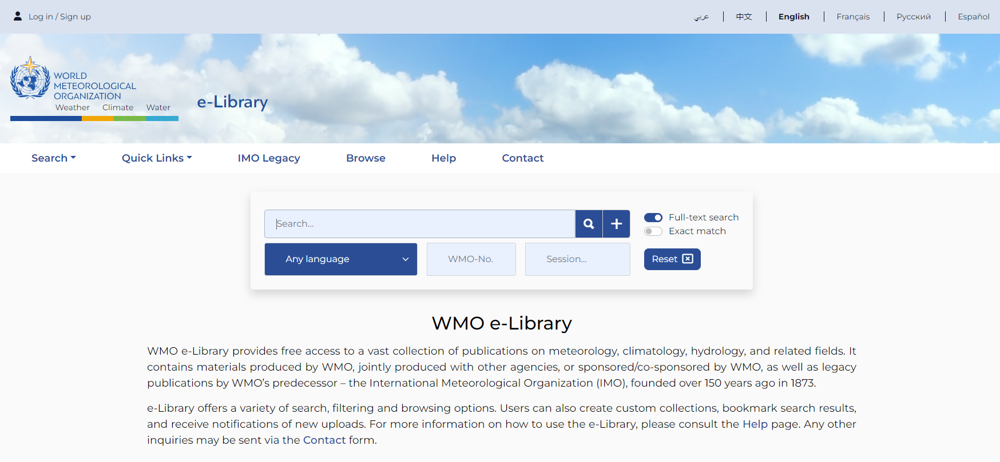 Log in / Sign up
عربي
中文
English
Français
Русский
Español
WORLD
METEOROLOGICAL
ORGANIZATION
Weather Climate Water
e-Library
Search
Quick Links
IMO Legacy
Browse
Help
Contact
Search...
Full-text search
Exact match
Any language
WMO-No.
Session...
Reset
WMO e-Library
WMO e-Library provides free access to a vast collection of publications on meteorology, climatology, hydrology, and related fields. It
contains materials produced by WMO, jointly produced with other agencies, or sponsored/co-sponsored by WMO, as well as legacy
publications by WMO’s predecessor – the International Meteorological Organization (IMO), founded over 150 years ago in 1873.
e-Library offers a variety of search, filtering and browsing options. Users can also create custom collections, bookmark search results,
and receive notifications of new uploads. For more information on how to use the e-Library, please consult the Help page. Any other
inquiries may be sent via the Contact form.